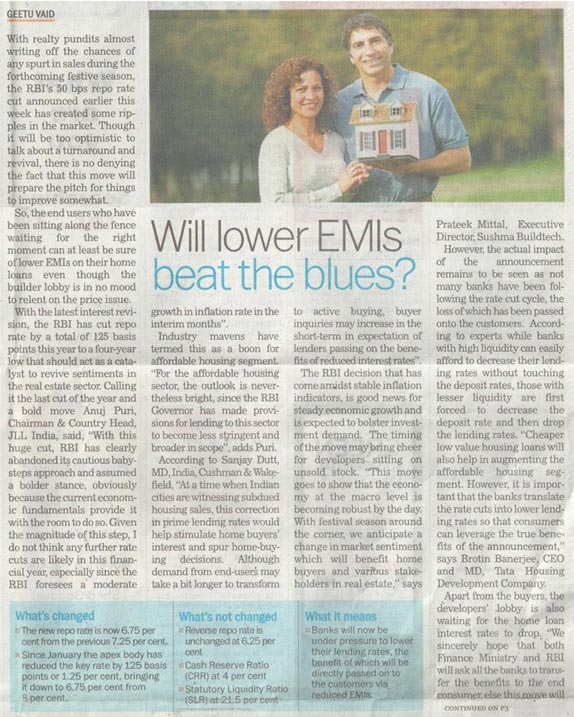 GEETU VAID
With realty pundits almost
writing off the chances of
any spurt in sales during the
forthcoming festive season,
the RBI's 50 bps repo rate
cut announced earlier this
week has created some rip-
ples in the market. Though
it will be too optimistic to
talk about a turnaround and
revival, there is no denying
the fact that this move will
prepare the pitch for things
to improve somewhat.
So, the end users who have
been sitting along the fence
waiting for the right
moment can at least be sure
of lower EMIs on their home
loans even though the
builder lobby is in no mood
to relent on the price issue.
With the latest interest revi-
sion, the RBI has cut repo
rate by a total of 125 basis
points this year to a four-year
low that should act as a cata-
lyst to revive sentiments in
the real estate sector. Calling
it the last cut of the year and
a bold move Anuj Puri,
Chairman & Country Head,
JLL India, said, "With this
huge cut, RBI has clearly
abandoned its cautious baby-
steps approach and assumed
a bolder stance, obviously
because the current econom-
ic fundamentals provide it
with the room to do so. Given
the magnitude of this step, I
do not think any further rate
cuts are likely in this finan-
cial year, especially since the
RBI foresees a moderate
Will lower EMIs
beat the blues?
growth in inflation rate in the
interim months".
Industry mavens have
termed this as a boon for
affordable housing segment.
"For the affordable housing
sector, the outlook is never-
theless bright, since the RBI
Governor has made provi-
sions for lending to this sector
to become less stringent and
broader in scope", adds Puri.
According to Sanjay Dutt,
MD, India, Cushman & Wake-
field, "At a time when Indian
cities are witnessing subdued
housing sales, this correction
in prime lending rates would
help stimulate home buyers'
interest and spur home-buy-
ing decisions. Although
demand from end-users may
take a bit longer to transform
to active buying, buyer
inquiries may increase in the
short-term in expectation of
lenders passing on the bene-
fits of reduced interest rates".
The RBI decision that has
come amidst stable inflation
indicators, is good news for
steady economic growth and
is expected to bolster invest-
ment demand. The timing
of the move may bring cheer
for developers sitting on
unsold stock. "This move
goes to show that the econo-
my at the macro level is
becoming robust by the day.
With festival season around
the corner, we anticipate a
change in market sentiment
which will benefit home
buyers and various stake-
holders in real estate," says
Prateek Mittal, Executive
Director, Sushma Buildtech.
However, the actual impact
of the announcement
remains to be seen as not
many banks have been fol-
lowing the rate cut cycle, the
loss of which has been passed
onto the customers. Accord-
ing to experts while banks
with high liquidity can easily
afford to decrease their lend-
ing rates without touching
the deposit rates, those with
lesser liquidity are first
forced to decrease the
deposit rate and then drop
the lending rates. "Cheaper
low value housing loans will
also help in augmenting the
affordable housing seg-
ment. However, it is impor-
tant that the banks translate
the rate cuts into lower lend-
ing rates so that consumers
can leverage the true bene-
fits of the announcement,"
says Brotin Banerjee, CEO
and MD, Tata Housing
Development Company.
Apart from the buyers, the
developers' lobby is also
waiting for the home loan
interest rates to drop. "We
sincerely hope that both
Finance Ministry and RBI
will ask all the banks to trans-
fer the benefits to the end
consumer, else this move will
CONTINUED ON P3
What's changed
The new repo rate is now 6.75 per
cent from the previous 7.25 per cent.
Since January the apex body has
reduced the key rate by 125 basis
points or 1.25 per cent, bringing
it down to 6.75 per cent from
8 per cent.
What's not changed
Reverse repo rate is
unchanged at 6.25 per
cent
Cash Reserve Ratio
(CRR) at 4 per cent
Statutory Liquidity Ratio
(SLR) at 21.5 per cent
What it means
Banks will now be
under pressure to lower
their lending rates, the
benefit of which will be
directly passed on to
the customers via
reduced EMIs.